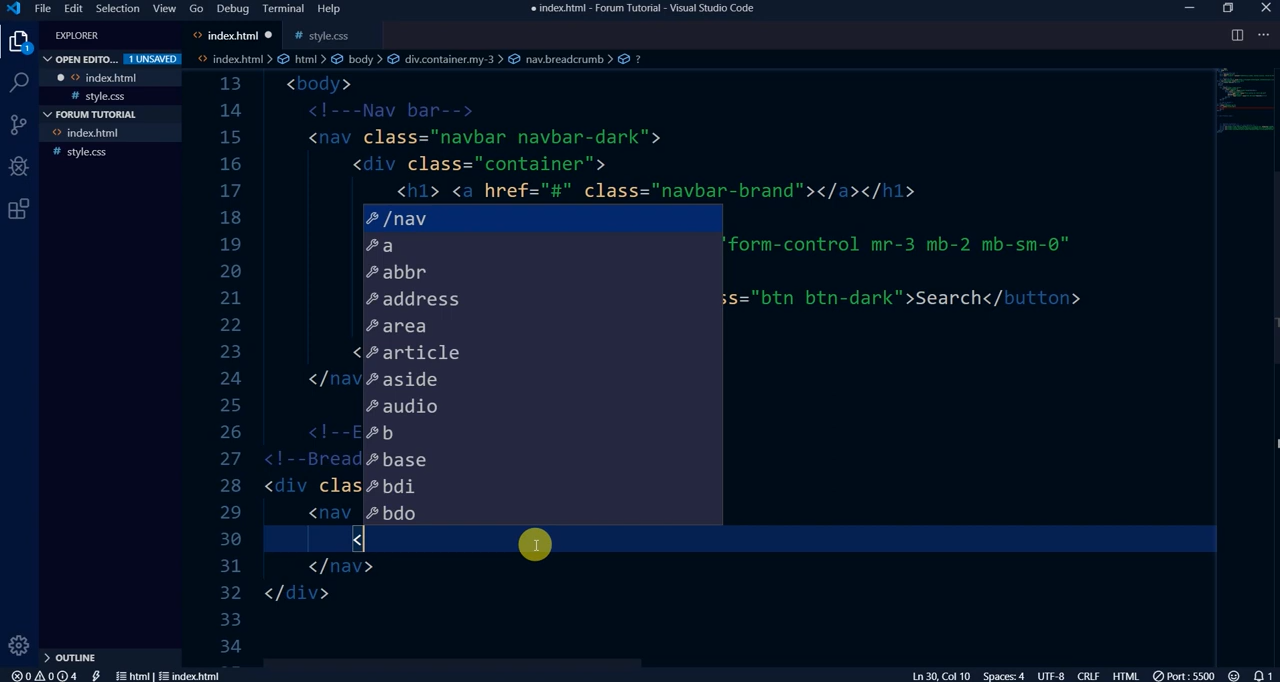 File Edit Selection View Go Debug Terminal Help
● index.html - Forum Tutorial - Visual Studio Code
EXPLORER
<> index.html ●
# style.css
OPEN EDITO... 1 UNSAVED
● <> index.html
# style.css
FORUM TUTORIAL
<> index.html
# style.css
1
<> index.html > html > body > div.container.my-3 > nav.breadcrumb > ?
13 <body>
14 <!---Nav bar-->
15 <nav class="navbar navbar-dark">
16 <div class="container">
17 <h1> <a href="#" class="navbar-brand"></a></h1>
18
19 "form-control mr-3 mb-2 mb-sm-0"
20
21 ss="btn btn-dark">Search</button>
22
23 <
24 </nav
25
26 <!--E
27 <!--Bread
28 <div clas
29 <nav
30 <
31 </nav>
32 </div>
33
34
/nav
a
abbr
address
area
article
aside
audio
b
base
bdi
bdo
OUTLINE
0 0 4 html | index.html
Ln 30, Col 10 Spaces: 4 UTF-8 CRLF HTML Port : 5500 1